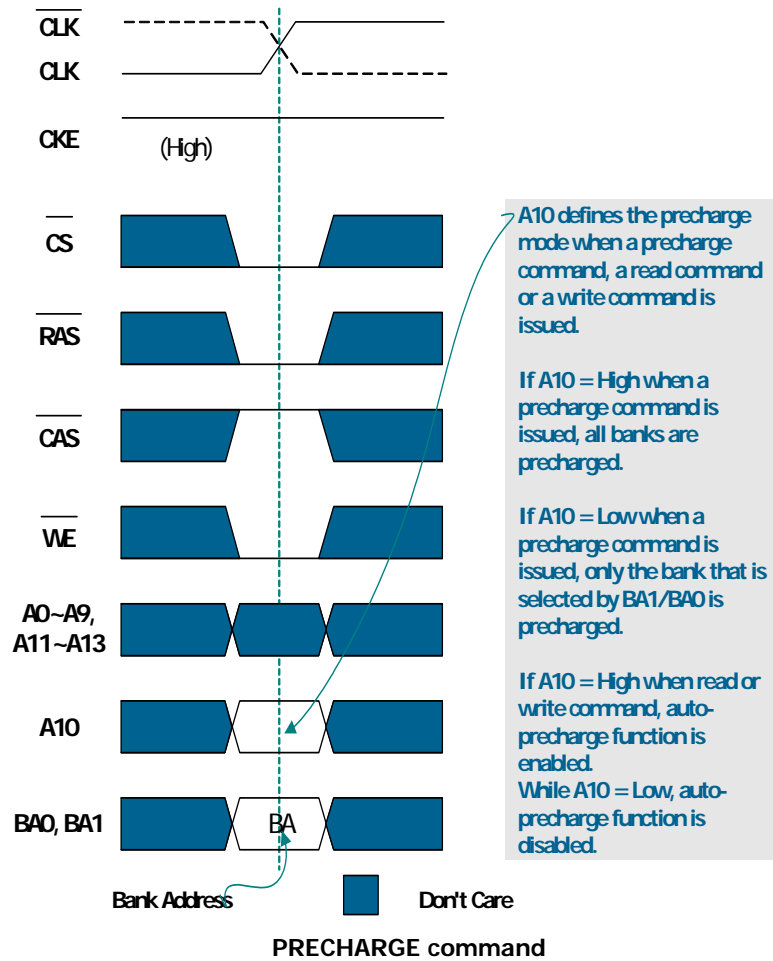 CLK
CLK
CKE
(High)
CS
RAS
CAS
WE
A0~A9,
A11~A13
A10
BA0, BA1
BA
Bank Address
Don't Care
A10 defines the precharge
mode when a precharge
command, a read command
or a write command is
issued.
If A10 = High when a
precharge command is
issued, all banks are
precharged.
If A10 = Low when a
precharge command is
issued, only the bank that is
selected by BA1/BA0 is
precharged.
If A10 = High when read or
write command, auto-
precharge function is
enabled.
While A10 = Low, auto-
precharge function is
disabled.
PRECHARGE command